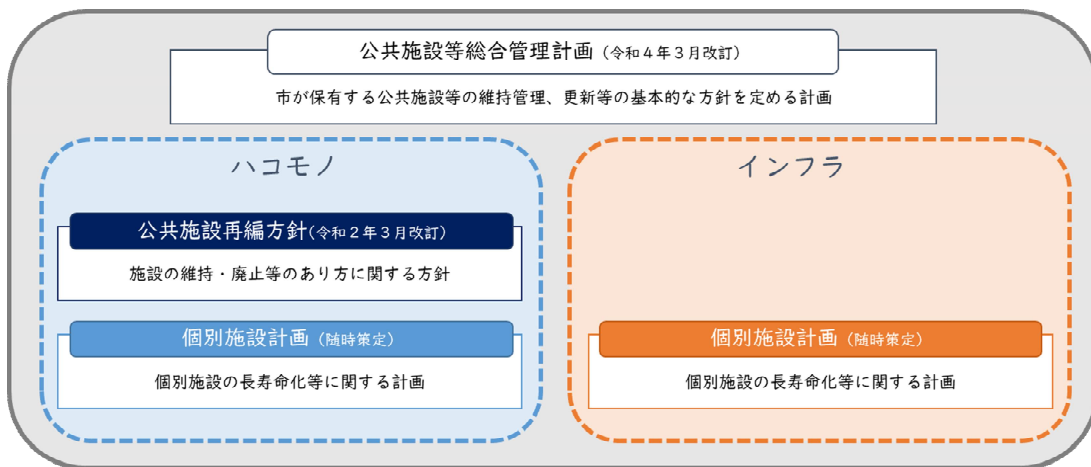 公共施設等総合管理計画（令和４年３月改訂）
市が保有する公共施設等の維持管理、更新等の基本的な方針を定める計画
ハコモノ
公共施設再編方針(令和２年３月改訂)
施設の維持・廃止等のあり方に関する方針
個別施設計画（随時策定）
個別施設の長寿命化等に関する計画
インフラ
個別施設計画（随時策定）
個別施設の長寿命化等に関する計画